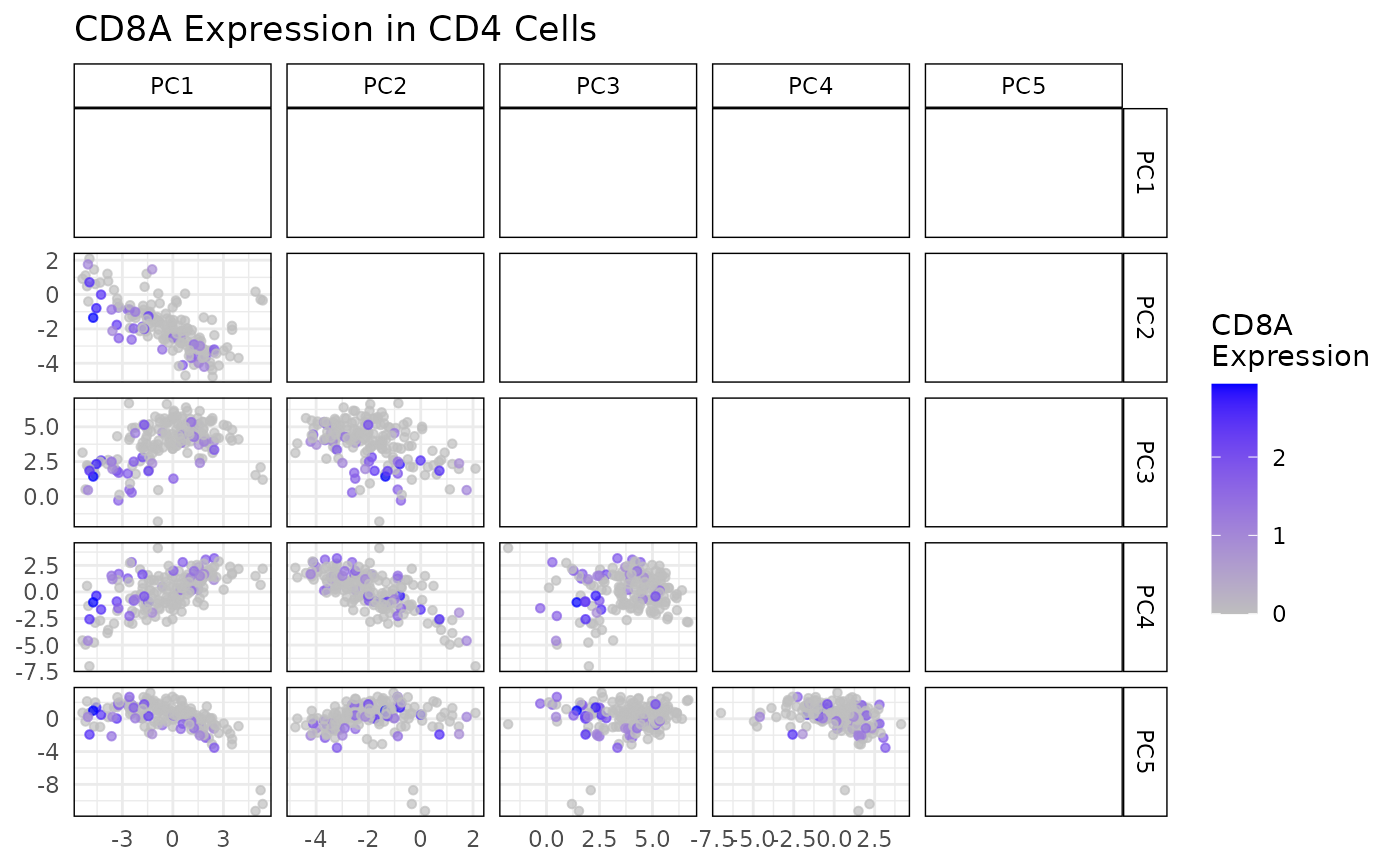 CD8A Expression in CD4 Cells
PC1 PC2 PC3 PC4 PC5
PC1
2
0
-2
-4
PC2
5.0
2.5
0.0
PC3
2.5
0.0
-2.5
-5.0
-7.5
PC4
0
-4
-8
PC5
-3 0 3 -4 -2 0 2 0.0 2.5 5.0 -7.5 -5.0 -2.5 0.0 2.5
CD8A
Expression
2
1
0